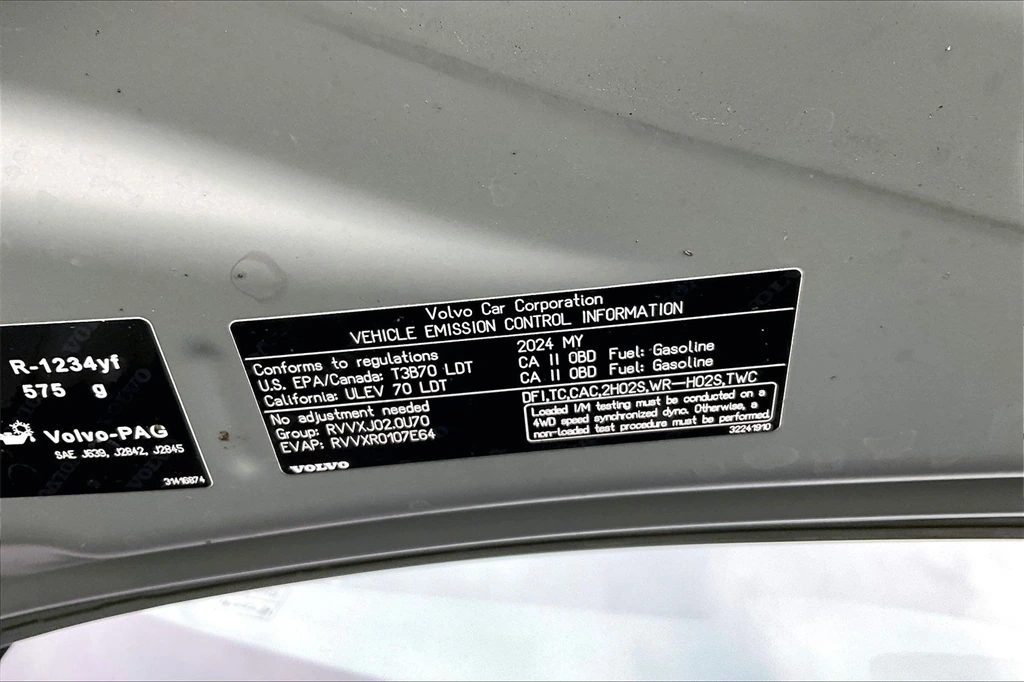 R-1234yf
575 g
Volvo-PAG
SAE J639, J2842, J2845
31416874
Volvo Car Corporation
VEHICLE EMISSION CONTROL INFORMATION
Conforms to regulations
U.S. EPA/Canada: T3B70 LDT
California: ULEV 70 LDT
No adjustment needed
Group: RVVXJ02.0U70
EVAP: RVVXR0107E64
VOLVO
2024 MY
CA II OBD Fuel: Gasoline
CA II OBD Fuel: Gasoline
DFI,TC,CAC,2HO2S,WR-HO2S,TWC
Loaded I/M testing must be conducted on a
4WD speed synchronized dyno. Otherwise, a
non-loaded test procedure must be performed.
32241910